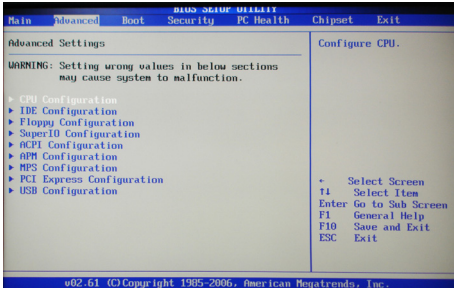 BIOS SETUP UTILITY
Main Advanced Boot Security PC Health Chipset Exit
Advanced Settings
WARNING: Setting wrong values in below sections
may cause system to malfunction.
► CPU Configuration
► IDE Configuration
► Floppy Configuration
► SuperIO Configuration
► ACPI Configuration
► APM Configuration
► MPS Configuration
► PCI Express Configuration
► USB Configuration
Configure CPU.
← Select Screen
↑↓ Select Item
Enter Go to Sub Screen
F1 General Help
F10 Save and Exit
ESC Exit
v02.61 (C)Copyright 1985-2006, American Megatrends, Inc.